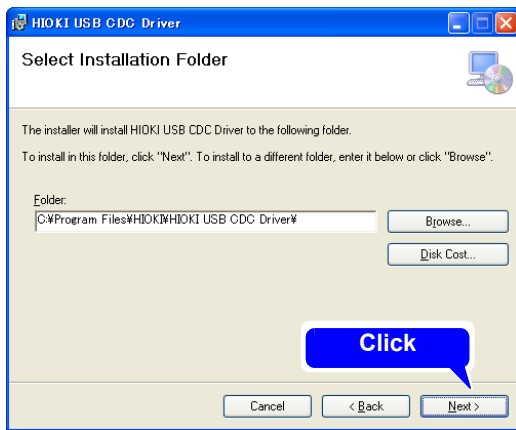 HIOKI USB CDC Driver
Select Installation Folder
The installer will install HIOKI USB CDC Driver to the following folder.
To install in this folder, click "Next". To install to a different folder, enter it below or click "Browse".
Folder:
C:¥Program Files¥HIOKI¥HIOKI USB CDC Driver¥
Browse...
Disk Cost...
Click
Cancel
< Back
Next >